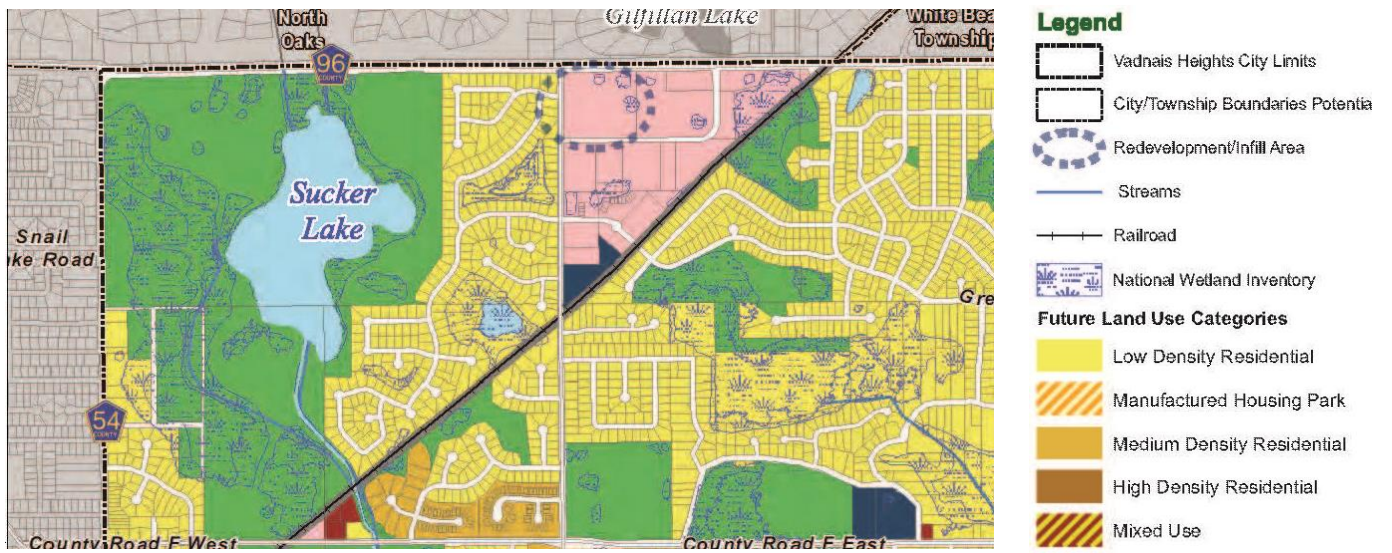 North
Oaks
96
COUNTY
Gilfillan Lake
White Bea
Township
Sucker
Lake
Snail
ke Road
Gre
54
COUNTY
County Road F West
County Road F East
Legend
Vadnais Heights City Limits
City/Township Boundaries Potentia
Redevelopment/Infill Area
Streams
Railroad
National Wetland Inventory
Future Land Use Categories
Low Density Residential
Manufactured Housing Park
Medium Density Residential
High Density Residential
Mixed Use